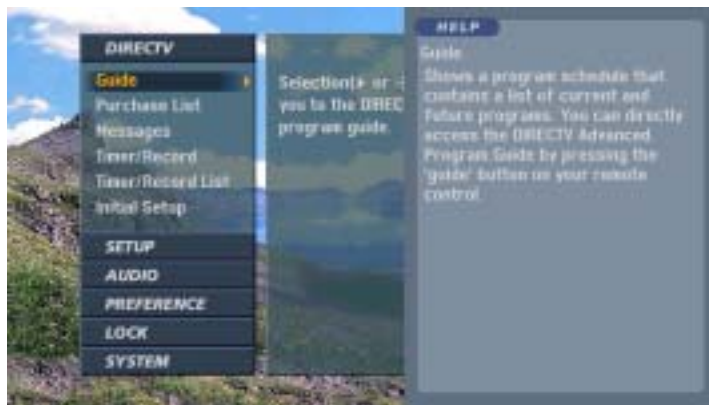 DIRECTV
Guide
Purchase List
Messages
Timer/Record
Timer/Record List
Initial Setup
SETUP
AUDIO
PREFERENCE
LOCK
SYSTEM
Selection( or
you to the DIREC
program guide.
HELP
Guide
Shows a program schedule that
contains a list of current and
future programs. You can directly
access the DIRECTV Advanced
Program Guide by pressing the
'guide' button on your remote
control.